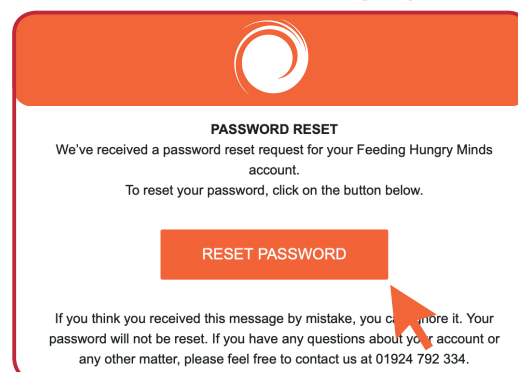 PASSWORD RESET
We've received a password reset request for your Feeding Hungry Minds
account.
To reset your password, click on the button below.
RESET PASSWORD
If you think you received this message by mistake, you can ignore it. Your
password will not be reset. If you have any questions about your account or
any other matter, please feel free to contact us at 01924 792 334.